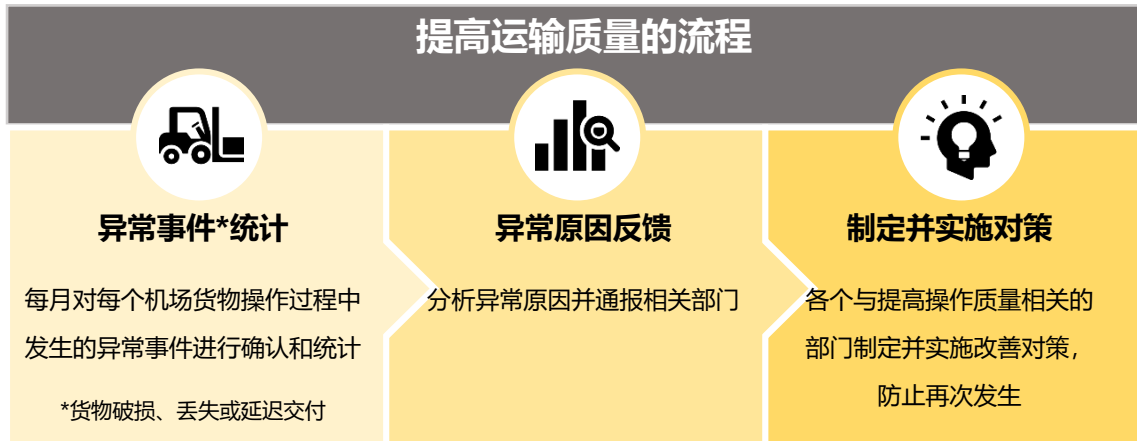 提高运输质量的流程
异常事件*统计
每月对每个机场货物操作过程中
发生的异常事件进行确认和统计
*货物破损、丢失或延迟交付
异常原因反馈
分析异常原因并通报相关部门
制定并实施对策
各个与提高操作质量相关的
部门制定并实施改善对策，
防止再次发生